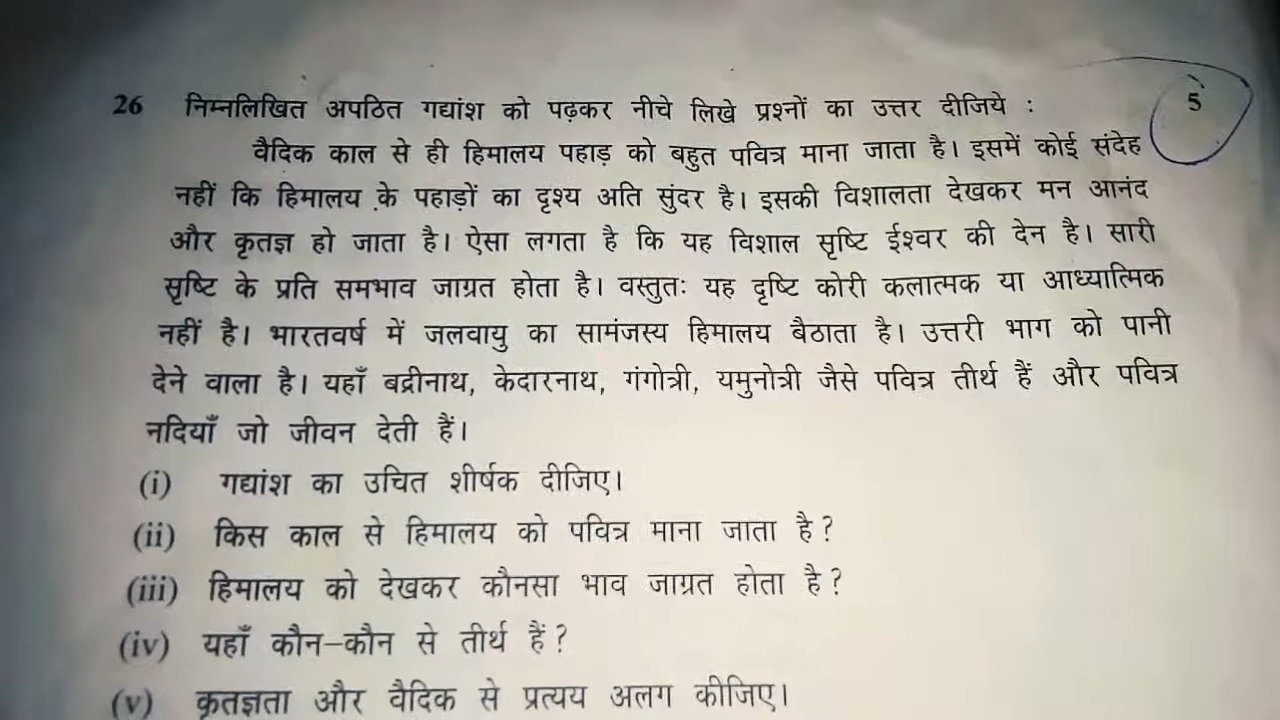 26 निम्नलिखित अपठित गद्यांश को पढ़कर नीचे लिखे प्रश्नों का उत्तर दीजिये : 5
वैदिक काल से ही हिमालय पहाड़ को बहुत पवित्र माना जाता है। इसमें कोई संदेह
नहीं कि हिमालय के पहाड़ों का दृश्य अति सुंदर है। इसकी विशालता देखकर मन आनंद
और कृतज्ञ हो जाता है। ऐसा लगता है कि यह विशाल सृष्टि ईश्वर की देन है। सारी
सृष्टि के प्रति समभाव जाग्रत होता है। वस्तुतः यह दृष्टि कोरी कलात्मक या आध्यात्मिक
नहीं है। भारतवर्ष में जलवायु का सामंजस्य हिमालय बैठाता है। उत्तरी भाग को पानी
देने वाला है। यहाँ बद्रीनाथ, केदारनाथ, गंगोत्री, यमुनोत्री जैसे पवित्र तीर्थ हैं और पवित्र
नदियाँ जो जीवन देती हैं।
(i) गद्यांश का उचित शीर्षक दीजिए।
(ii) किस काल से हिमालय को पवित्र माना जाता है?
(iii) हिमालय को देखकर कौनसा भाव जाग्रत होता है?
(iv) यहाँ कौन-कौन से तीर्थ हैं?
(v) कृतज्ञता और वैदिक से प्रत्यय अलग कीजिए।